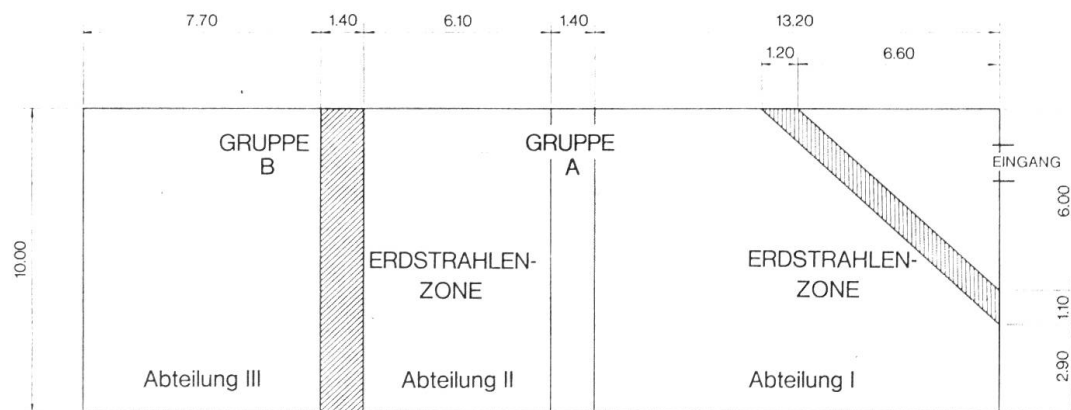 7.70 1.40 6.10 1.40 13.20
1.20 6.60
GRUPPE
B
GRUPPE
A
EINGANG
6.00
10.00
ERDSTRAHLEN-
ZONE
ERDSTRAHLEN-
ZONE
1.10
2.90
Abteilung III Abteilung II Abteilung I